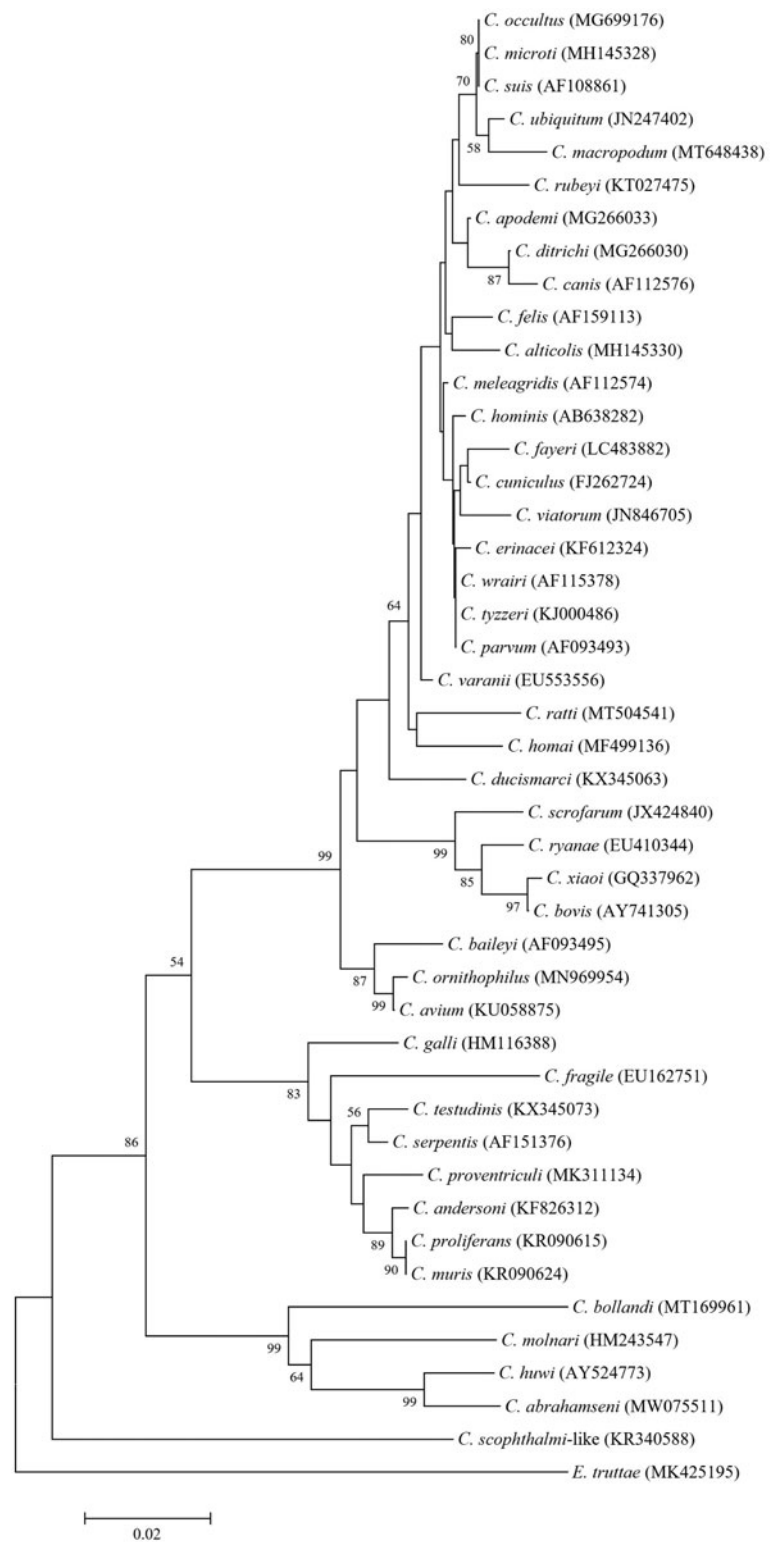 C. occultus (MG699176)
80
C. microti (MH145328)
70
C. suis (AF108861)
C. ubiquitum (JN247402)
58
C. macropodum (MT648438)
C. rubeyi (KT027475)
C. apodemi (MG266033)
C. ditrichi (MG266030)
87
C. canis (AF112576)
C. felis (AF159113)
C. alticolis (MH145330)
C. meleagridis (AF112574)
C. hominis (AB638282)
C. fayeri (LC483882)
C. cuniculus (FJ262724)
C. viatorum (JN846705)
C. erinacei (KF612324)
C. wrairi (AF115378)
64
C. tyzzeri (KJ000486)
C. parvum (AF093493)
C. varanii (EU553556)
C. ratti (MT504541)
C. homai (MF499136)
C. ducismarci (KX345063)
C. scrofarum (JX424840)
99
99
C. ryanae (EU410344)
85
C. xiaoi (GQ337962)
97
C. bovis (AY741305)
C. baileyi (AF093495)
54
87
C. ornithophilus (MN969954)
99
C. avium (KU058875)
C. galli (HM116388)
83
C. fragile (EU162751)
56
C. testudinis (KX345073)
86
C. serpentis (AF151376)
C. proventriculi (MK311134)
C. andersoni (KF826312)
89
C. proliferans (KR090615)
90
C. muris (KR090624)
C. bollandi (MT169961)
99
C. molnari (HM243547)
64
C. huwi (AY524773)
99
C. abrahamseni (MW075511)
C. scophthalmi-like (KR340588)
E. truttae (MK425195)
0.02